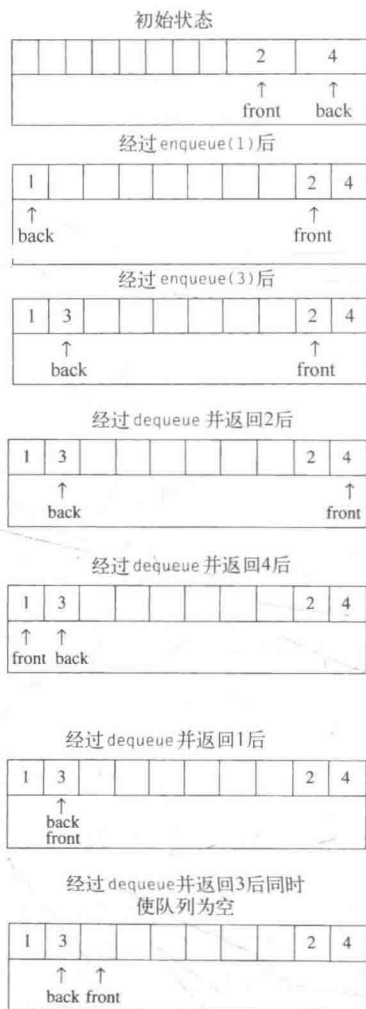 初始状态
2 4
↑ ↑
front back
经过enqueue(1)后
1 2 4
↑ ↑
back front
经过enqueue(3)后
1 3 2 4
↑ ↑
back front
经过dequeue 并返回2后
1 3 2 4
↑ ↑
back front
经过dequeue 并返回4后
1 3 2 4
↑ ↑
front back
经过dequeue 并返回1后
1 3 2 4
↑
back
front
经过dequeue并返回3后同时
使队列为空
1 3 2 4
↑ ↑
back front